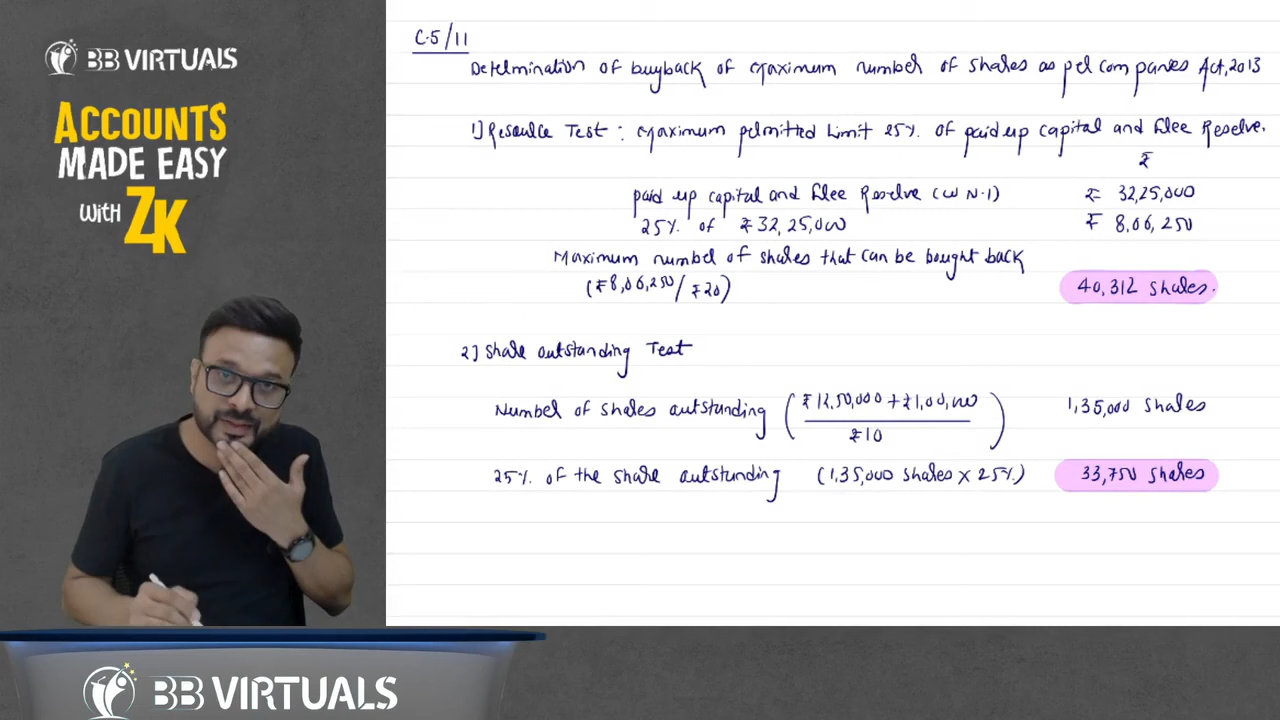 BB VIRTUALS
ACCOUNTS
MADE EASY
WITH ZK
C.5/11
Determination of buyback of Maximum number of shares as per companies Act, 2013
1) Resource Test : Maximum permitted Limit 25% of paid up capital and free Reserve.
₹
paid up capital and free Reserve (W N-1) ₹ 32,25,000
25% of ₹32,25,000 ₹ 8,06,250
Maximum number of shares that can be bought back
(₹8,06,250/₹20) 40,312 shares.
2) Share outstanding Test
Number of shares outstanding (₹12,50,000 + ₹1,00,000 / ₹10) 1,35,000 shares
25% of the share outstanding (1,35,000 shares x 25%) 33,750 shares
BB VIRTUALS